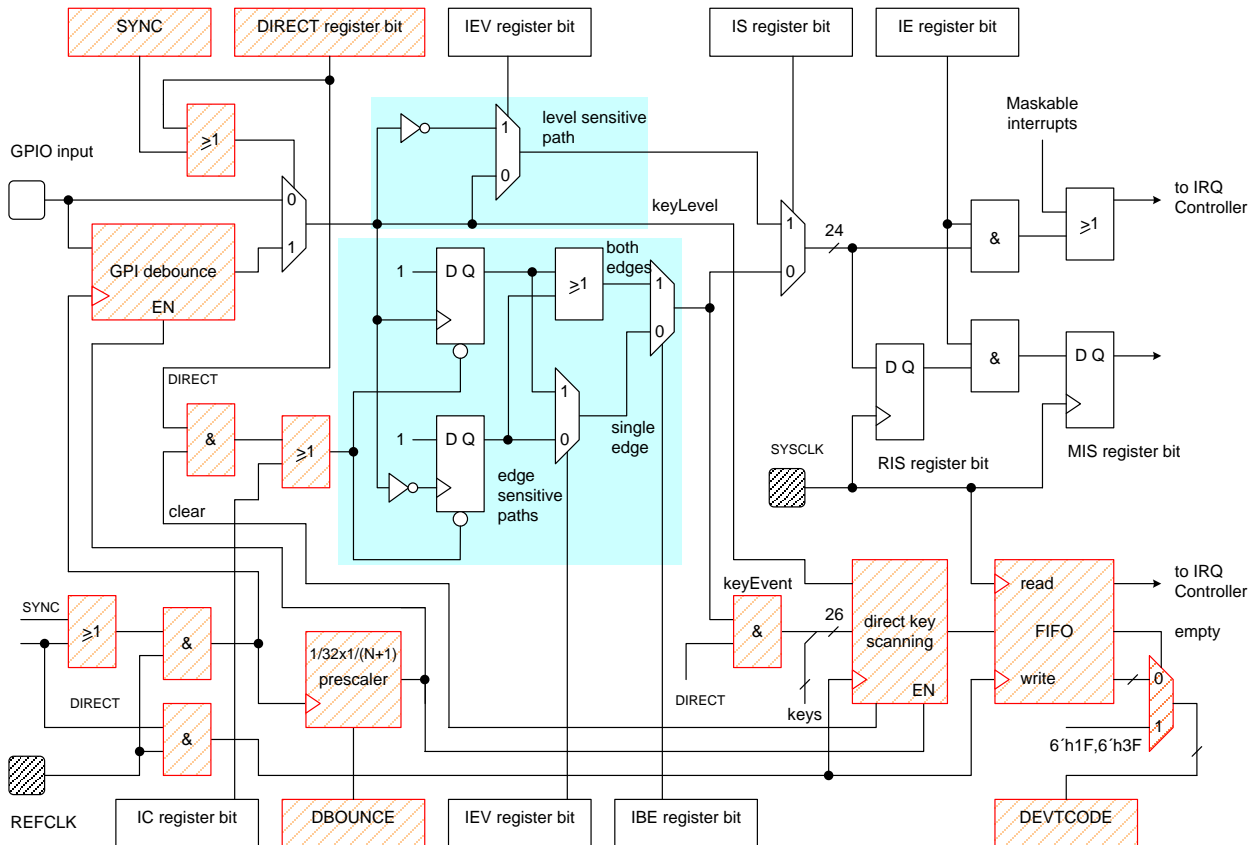 SYNC
DIRECT register bit
IEV register bit
IS register bit
IE register bit
level sensitive
path
Maskable
interrupts
GPIO input
≥1
1
0
0
1
keyLevel
to IRQ
Controller
GPI debounce
EN
1
D Q
both
edges
≥1
1
0
1
0
24
&
≥1
DIRECT
&
≥1
1
D Q
1
0
single
edge
edge
sensitive
paths
D Q
&
D Q
RIS register bit
MIS register bit
SYSCLK
clear
SYNC
≥1
&
DIRECT
&
1/32x1/(N+1)
prescaler
keyEvent
&
DIRECT
26
keys
direct key
scanning
EN
read
FIFO
write
to IRQ
Controller
empty
0
1
6´h1F,6´h3F
REFCLK
IC register bit
DBOUNCE
IEV register bit
IBE register bit
DEVTCODE